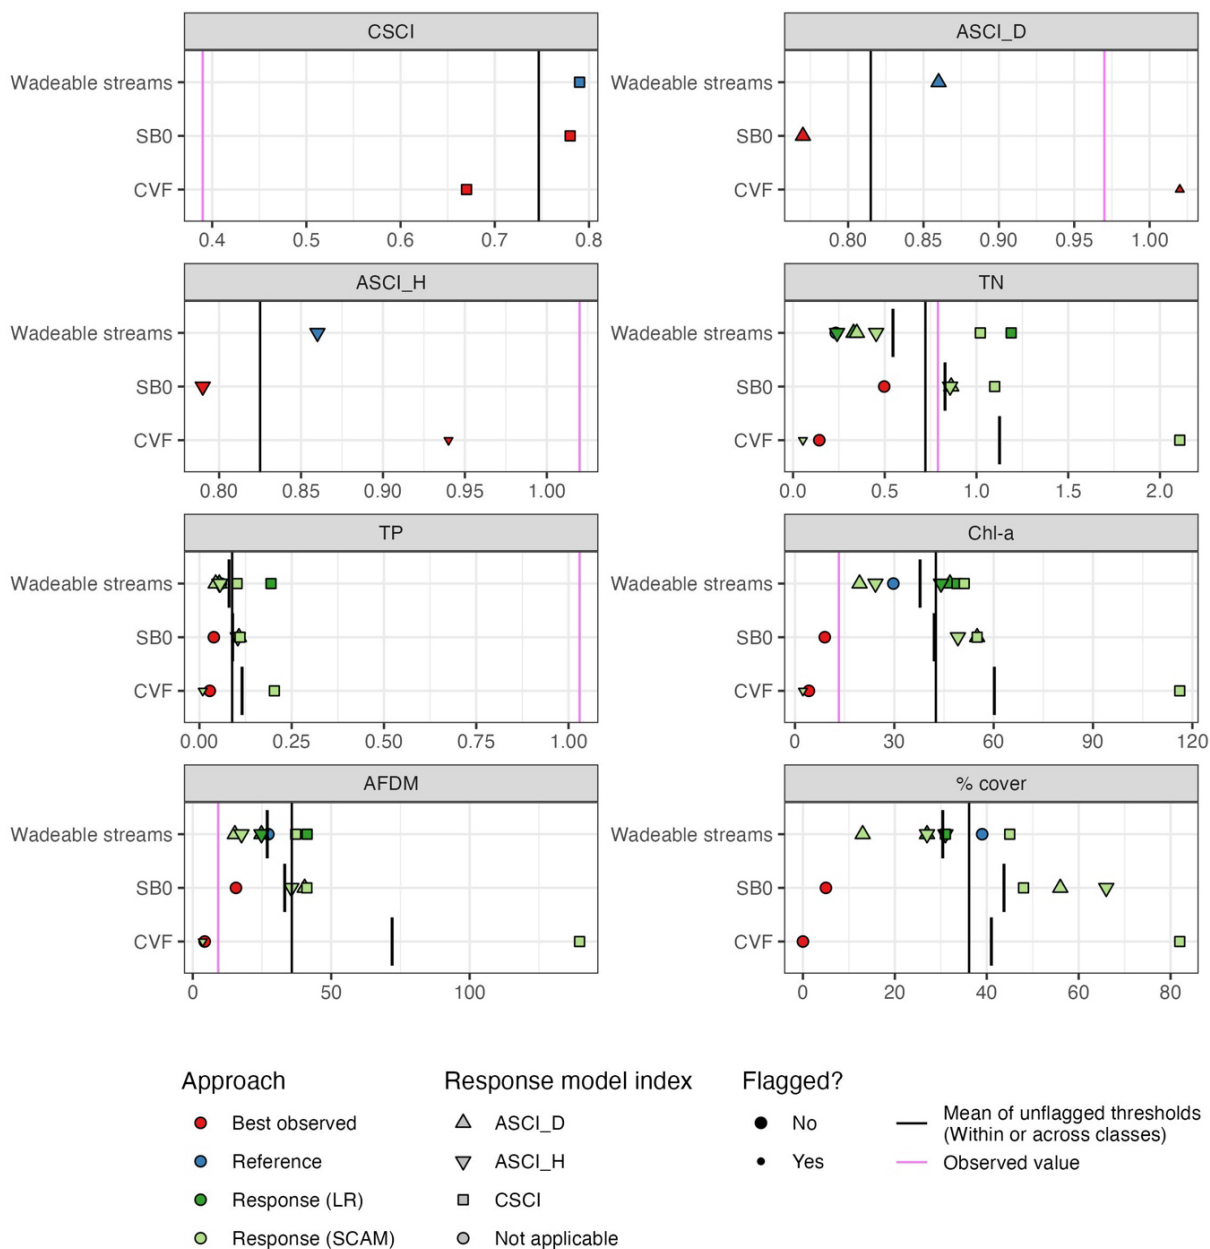 CSCI
Wadeable streams
SB0
CVF
0.4 0.5 0.6 0.7 0.8
ASCI_D
Wadeable streams
SB0
CVF
0.80 0.85 0.90 0.95 1.00
ASCI_H
Wadeable streams
SB0
CVF
0.80 0.85 0.90 0.95 1.00
TN
Wadeable streams
SB0
CVF
0.0 0.5 1.0 1.5 2.0
TP
Wadeable streams
SB0
CVF
0.00 0.25 0.50 0.75 1.00
Chl-a
Wadeable streams
SB0
CVF
0 30 60 90 120
AFDM
Wadeable streams
SB0
CVF
0 50 100
% cover
Wadeable streams
SB0
CVF
0 20 40 60 80
Approach
Best observed
Reference
Response (LR)
Response (SCAM)
Response model index
ASCI_D
ASCI_H
CSCI
Not applicable
Flagged?
No
Yes
Mean of unflagged thresholds
(Within or across classes)
Observed value